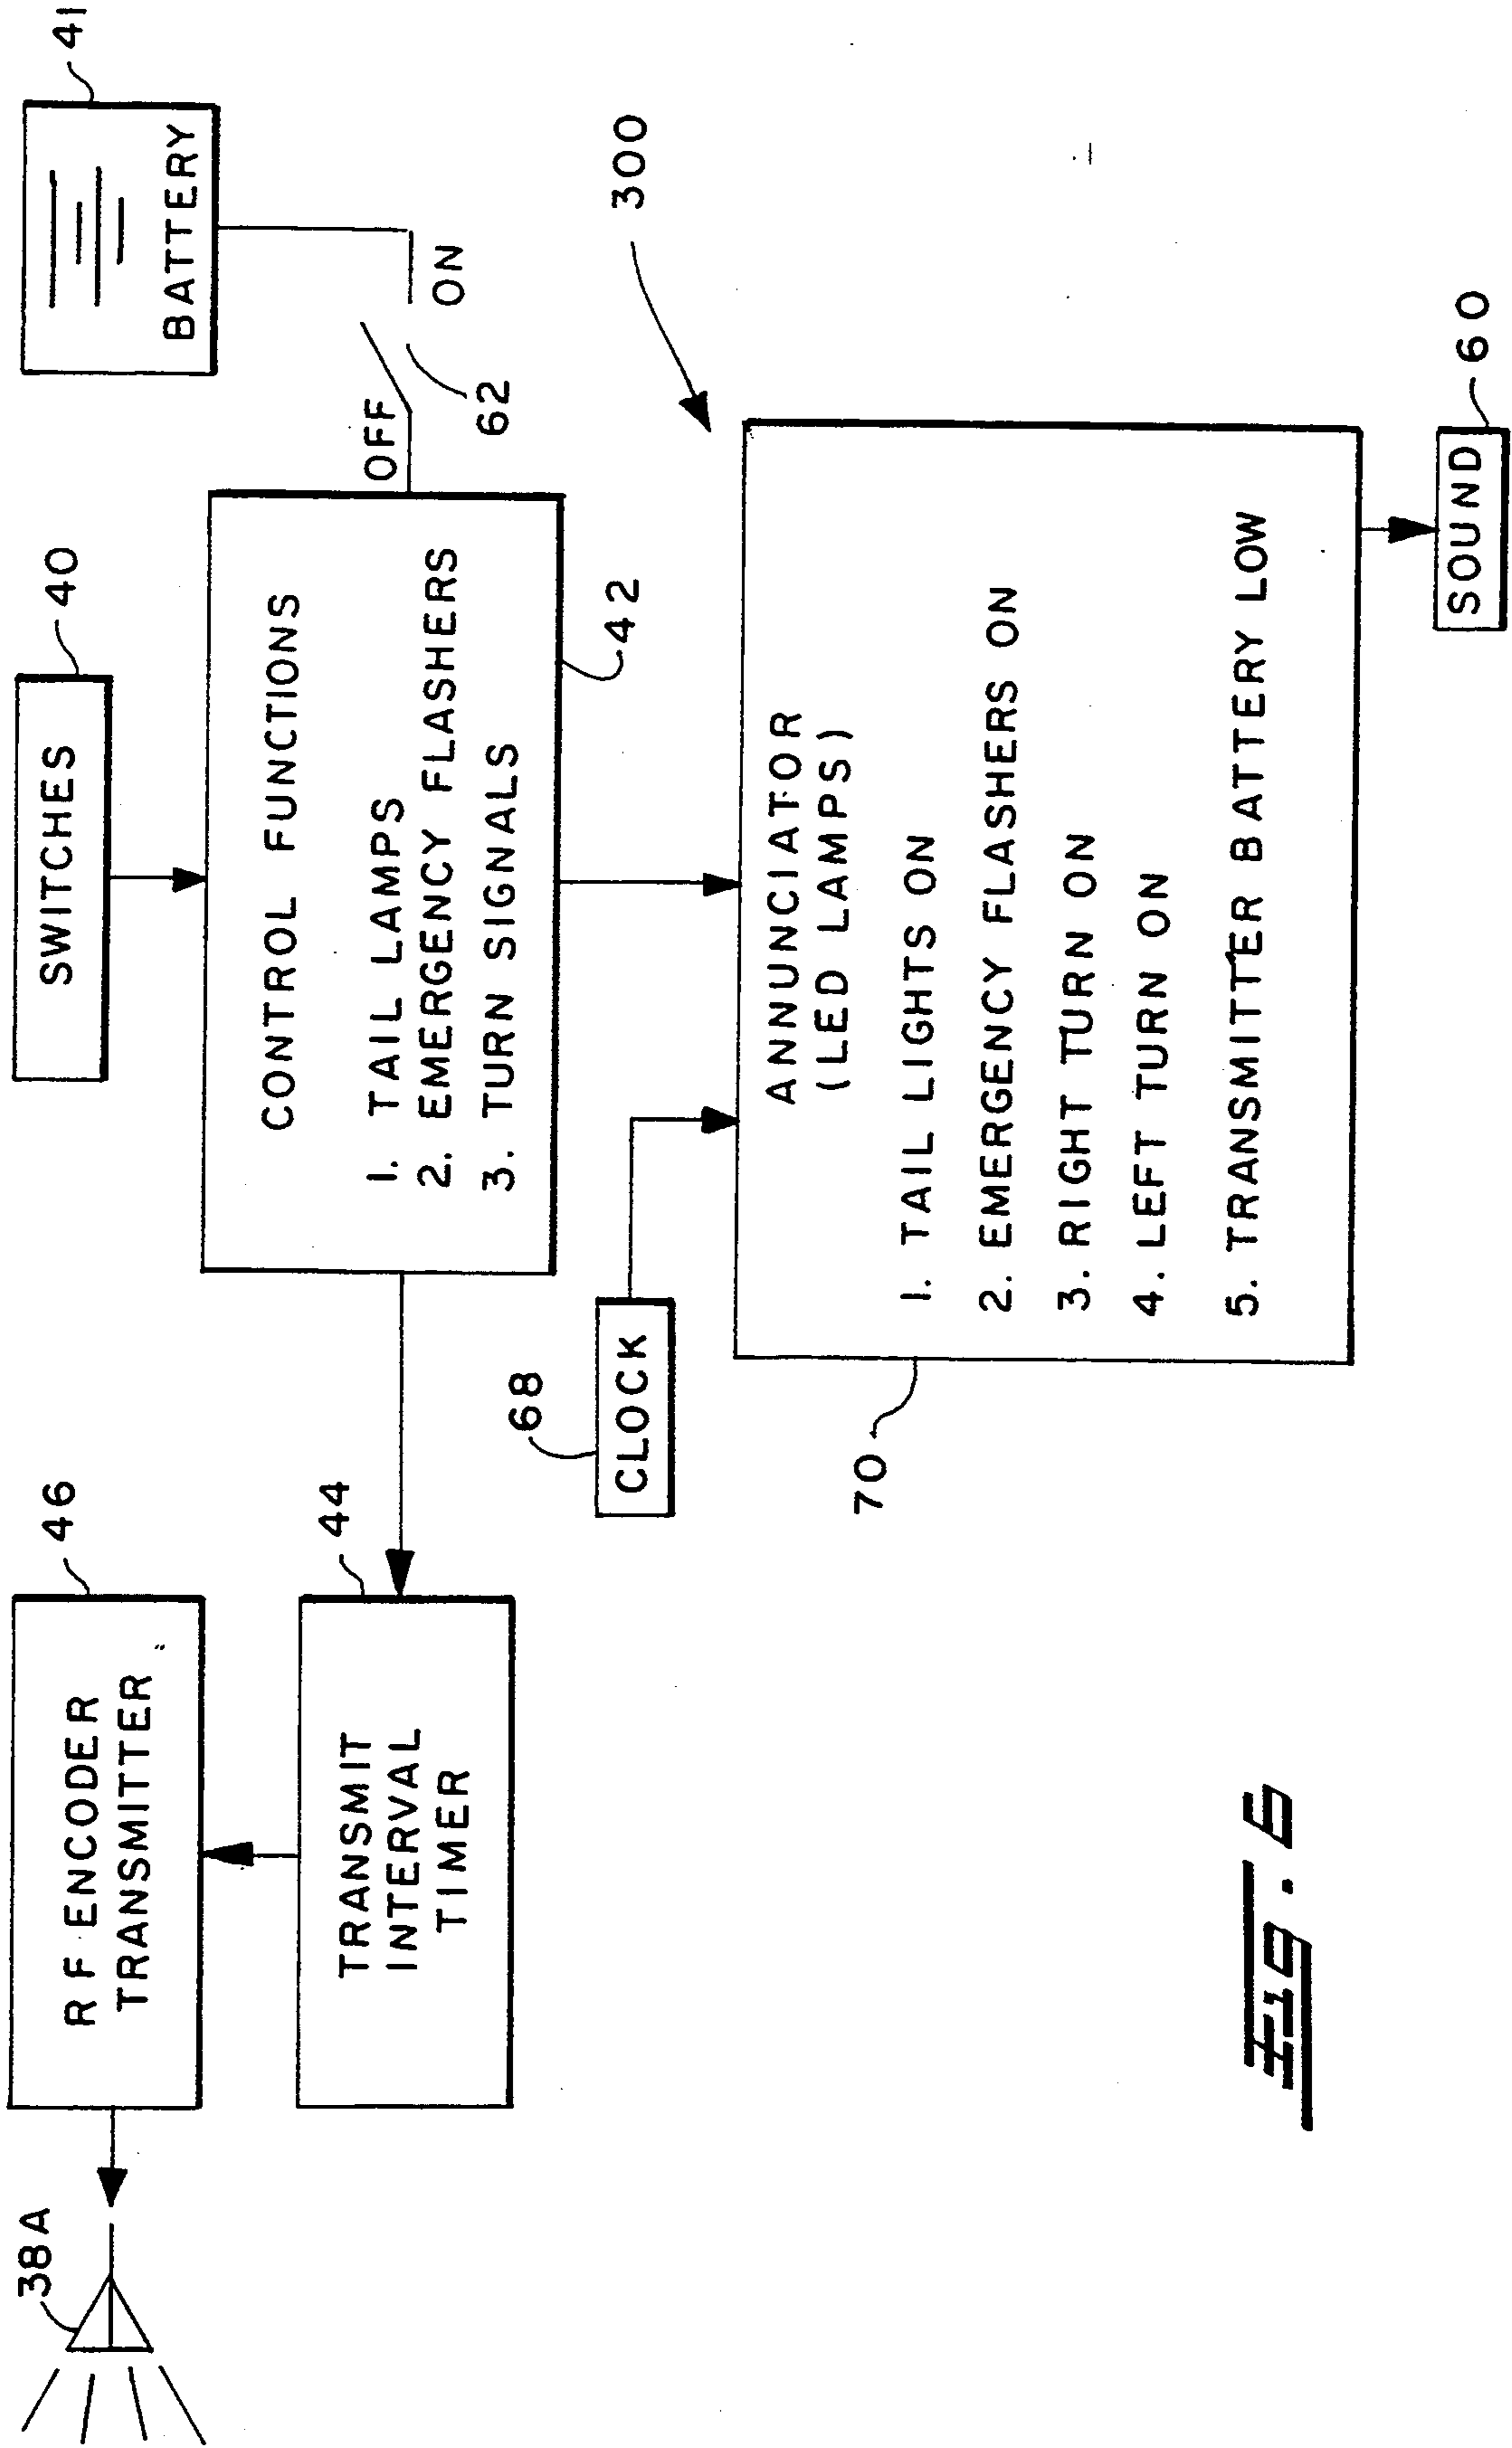 38A
46
RF ENCODER
TRANSMITTER
44
TRANSMIT
INTERVAL
TIMER
SWITCHES
40
CONTROL FUNCTIONS
1. TAIL LAMPS
2. EMERGENCY FLASHERS
3. TURN SIGNALS
42
41
BATTERY
OFF
ON
62
300
68
CLOCK
70
ANNUNCIATOR
(LED LAMPS)
1. TAIL LIGHTS ON
2. EMERGENCY FLASHERS ON
3. RIGHT TURN ON
4. LEFT TURN ON
5. TRANSMITTER BATTERY LOW
SOUND
60
FIG. 6